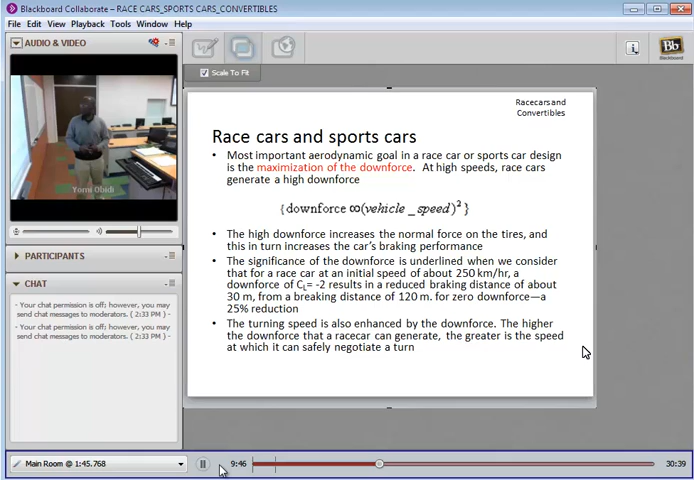 Blackboard Collaborate – RACE CARS_SPORTS CARS_CONVERTIBLES
File Edit View Playback Tools Window Help
AUDIO & VIDEO
Yomi Obidi
PARTICIPANTS
CHAT
Your chat permission is off; however, you may
send chat messages to moderators. ( 2:33 PM )
Your chat permission is off; however, you may
send chat messages to moderators. ( 2:33 PM )
Scale To Fit
i
Bb
Blackboard
Racecars and
Convertibles
Race cars and sports cars
• Most important aerodynamic goal in a race car or sports car design
is the maximization of the downforce. At high speeds, race cars
generate a high downforce
{downforce ∞(vehicle _speed)² }
• The high downforce increases the normal force on the tires, and
this in turn increases the car's braking performance
• The significance of the downforce is underlined when we consider
that for a race car at an initial speed of about 250 km/hr, a
downforce of CL= -2 results in a reduced braking distance of about
30 m, from a breaking distance of 120 m. for zero downforce—a
25% reduction
• The turning speed is also enhanced by the downforce. The higher
the downforce that a racecar can generate, the greater is the speed
at which it can safely negotiate a turn
Main Room @ 1:45.768
9:46
30:39